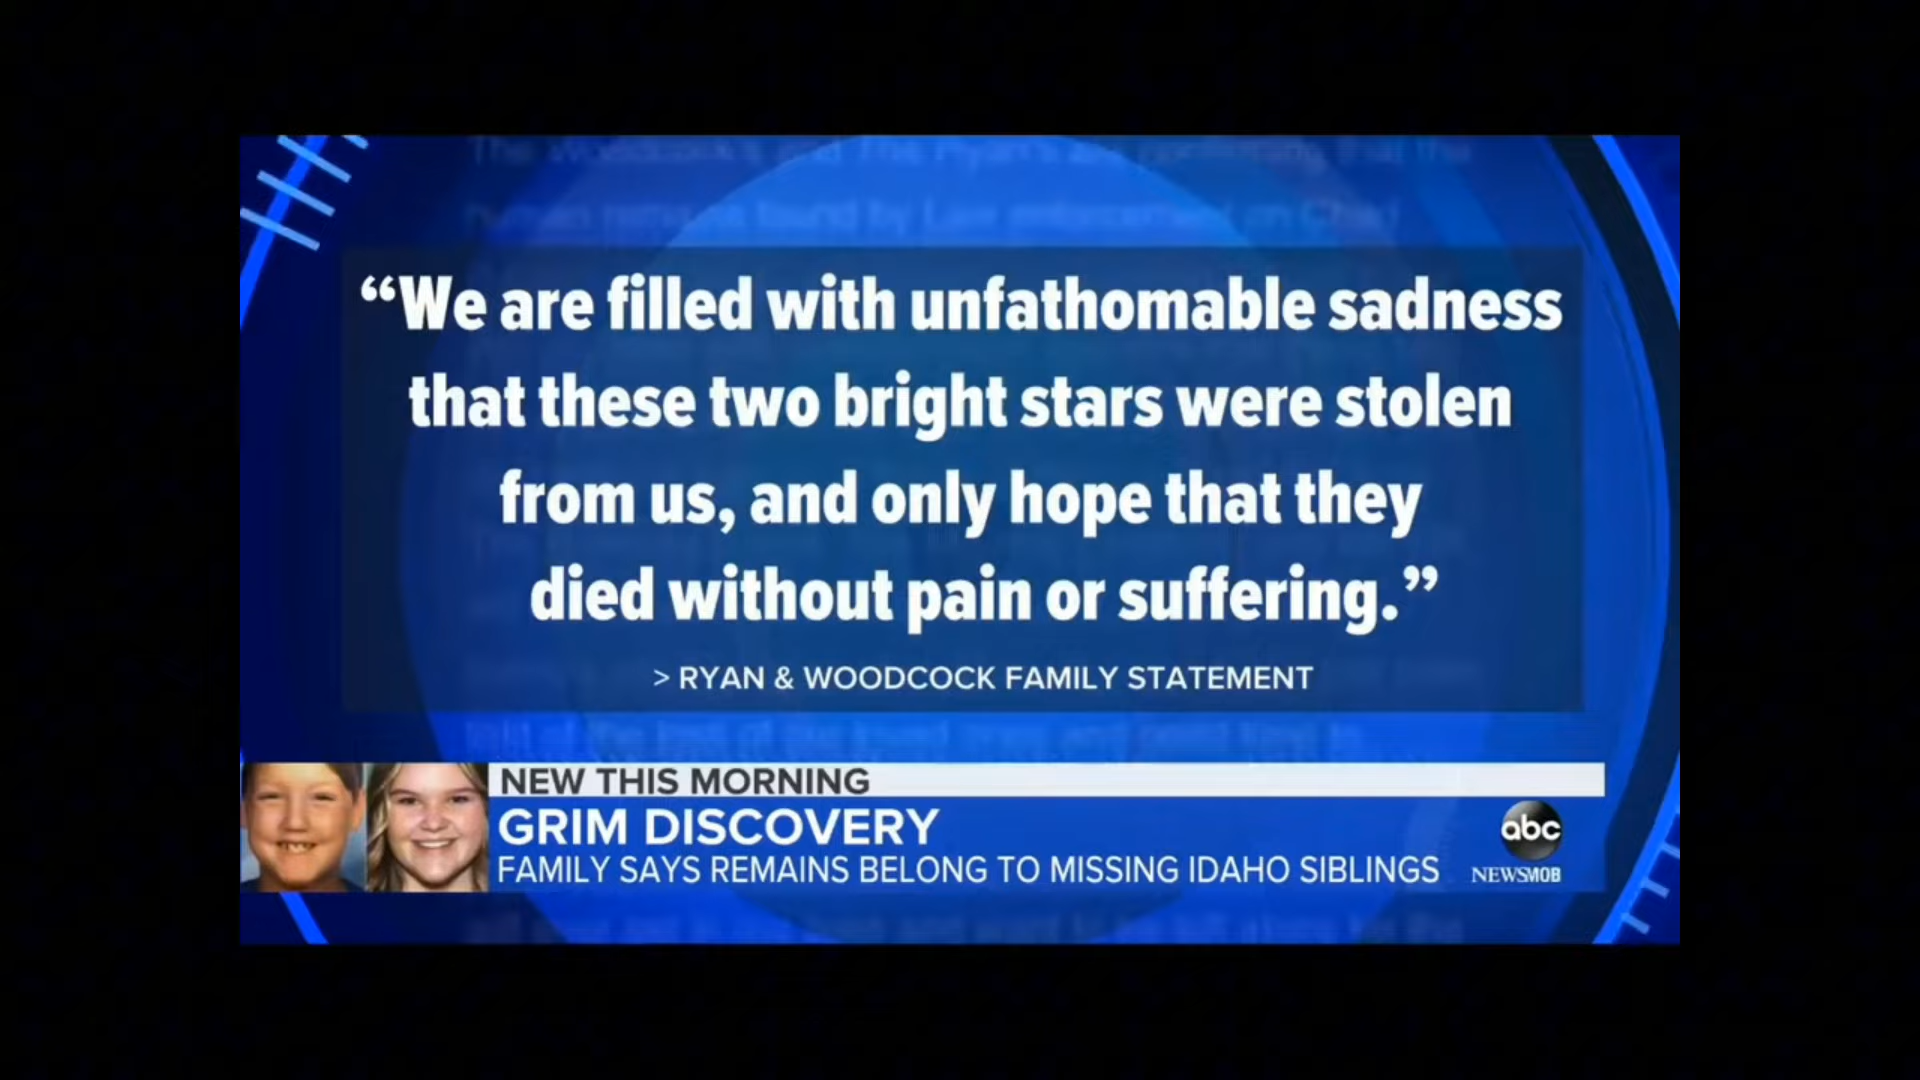 “We are filled with unfathomable sadness
that these two bright stars were stolen
from us, and only hope that they
died without pain or suffering.”
> RYAN & WOODCOCK FAMILY STATEMENT
NEW THIS MORNING
GRIM DISCOVERY
FAMILY SAYS REMAINS BELONG TO MISSING IDAHO SIBLINGS
abc
NEWSMOB